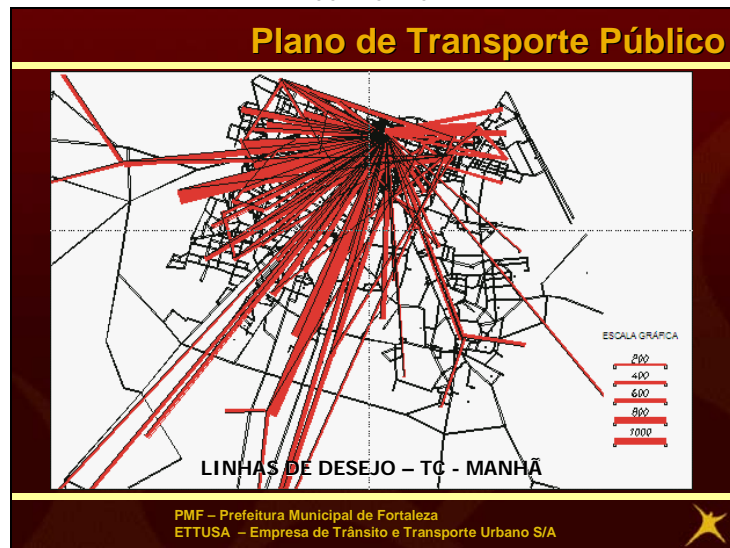 Plano de Transporte Público
ESCALA GRÁFICA
200
400
600
800
1000
LINHAS DE DESEJO – TC - MANHÃ
PMF – Prefeitura Municipal de Fortaleza
ETTUSA – Empresa de Trânsito e Transporte Urbano S/A